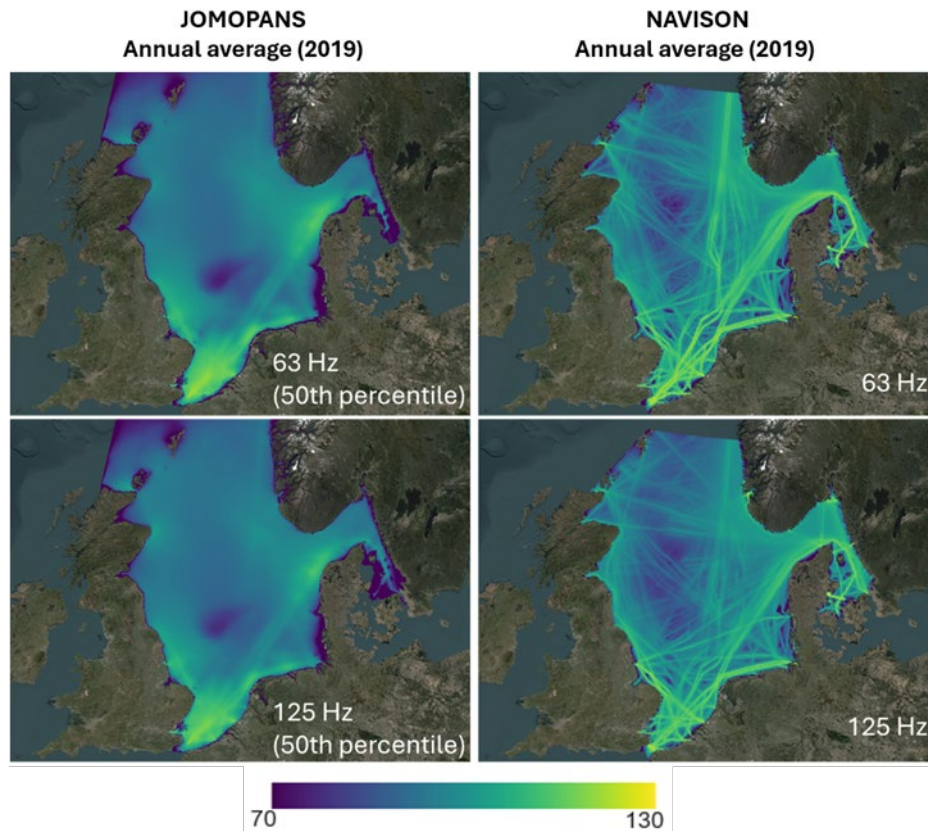 JOMOPANS
Annual average (2019)
NAVISON
Annual average (2019)
63 Hz
(50th percentile)
63 Hz
125 Hz
(50th percentile)
125 Hz
70
130